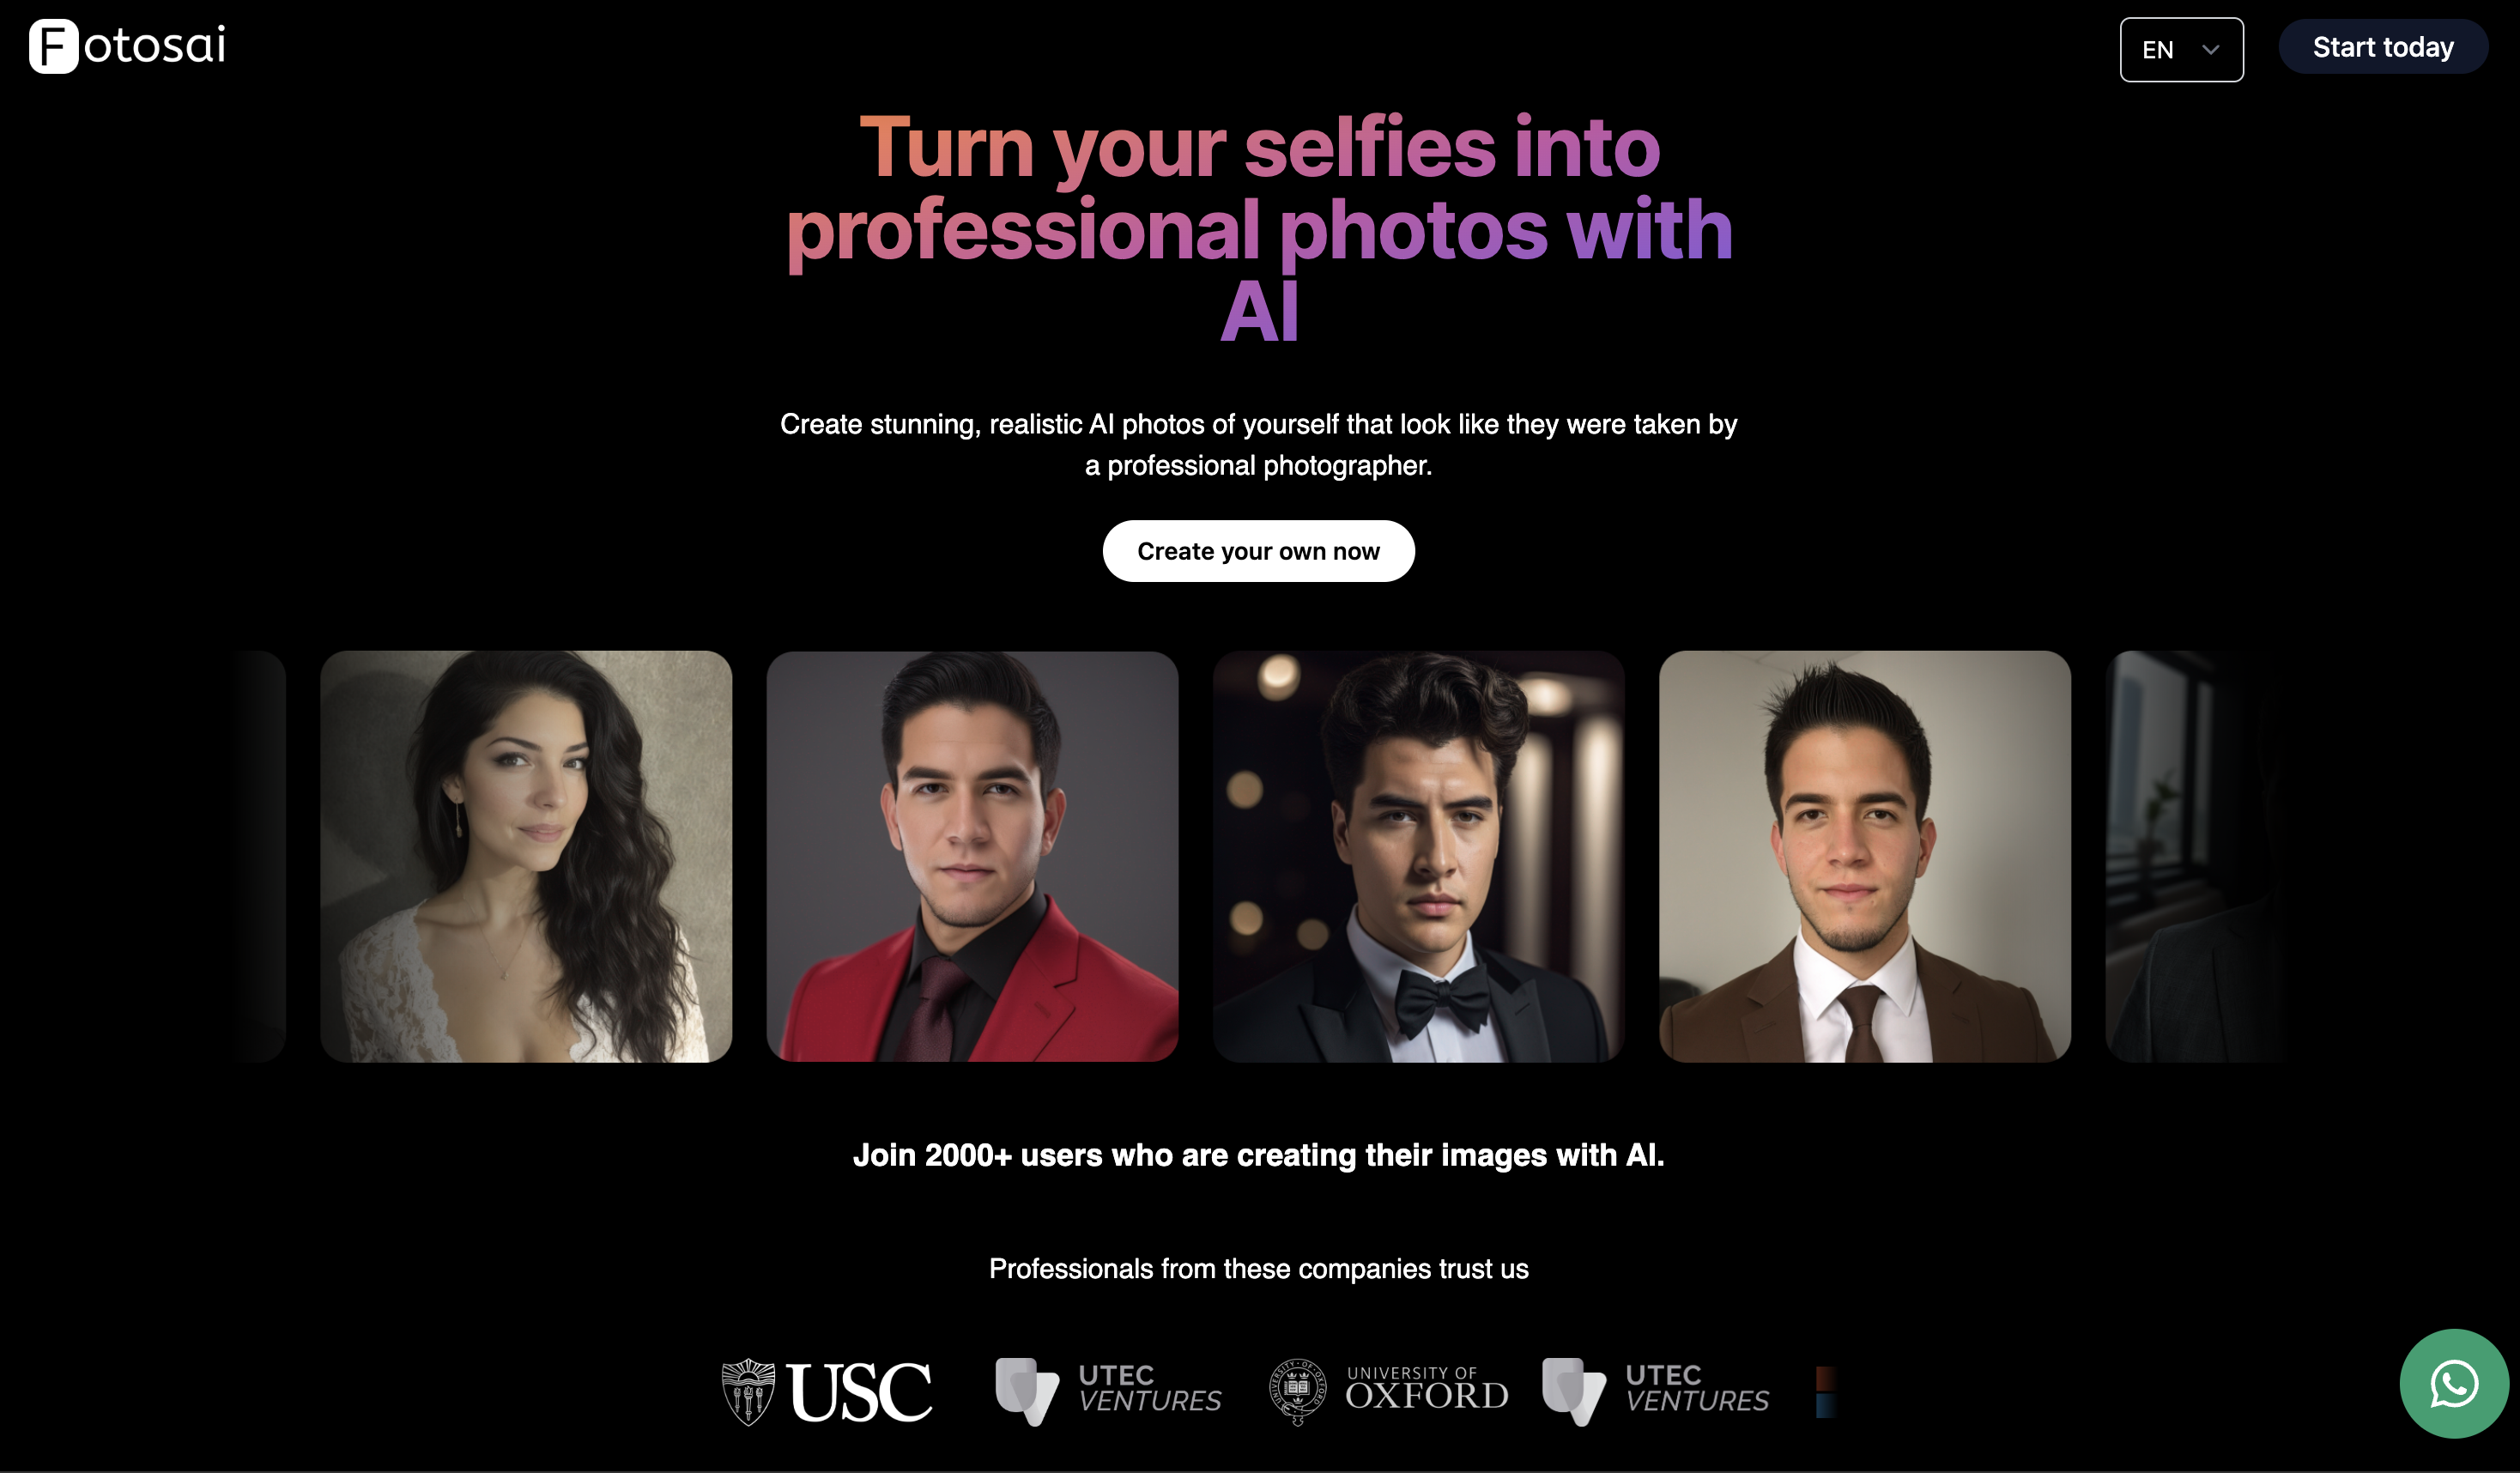 Fotosai
EN
Start today
Turn your selfies into
professional photos with
AI
Create stunning, realistic AI photos of yourself that look like they were taken by
a professional photographer.
Create your own now
Join 2000+ users who are creating their images with AI.
Professionals from these companies trust us
USC
UTEC
VENTURES
UNIVERSITY OF
OXFORD
UTEC
VENTURES